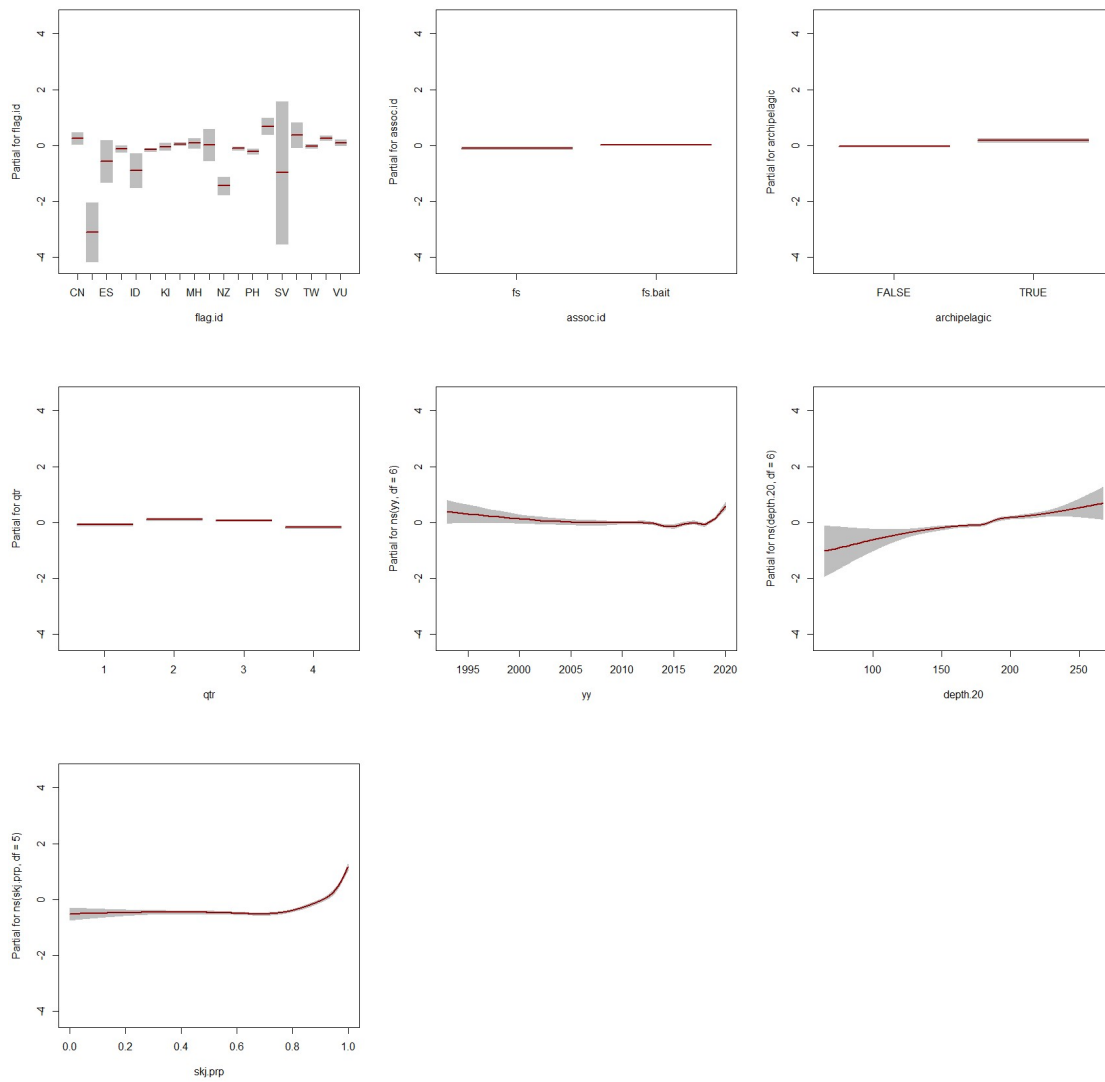 Partial for flag.id
4
2
0
-2
-4
CN ES ID KI MH NZ PH SV TW VU
flag.id
Partial for assoc.id
4
2
0
-2
-4
fs fs.bait
assoc.id
Partial for archipelagic
4
2
0
-2
-4
FALSE TRUE
archipelagic
Partial for qtr
4
2
0
-2
-4
1 2 3 4
qtr
Partial for ns(yy, df = 6)
4
2
0
-2
-4
1995 2000 2005 2010 2015 2020
yy
Partial for ns(depth.20, df = 6)
4
2
0
-2
-4
100 150 200 250
depth.20
Partial for ns(skj.prp, df = 5)
4
2
0
-2
-4
0.0 0.2 0.4 0.6 0.8 1.0
skj.prp